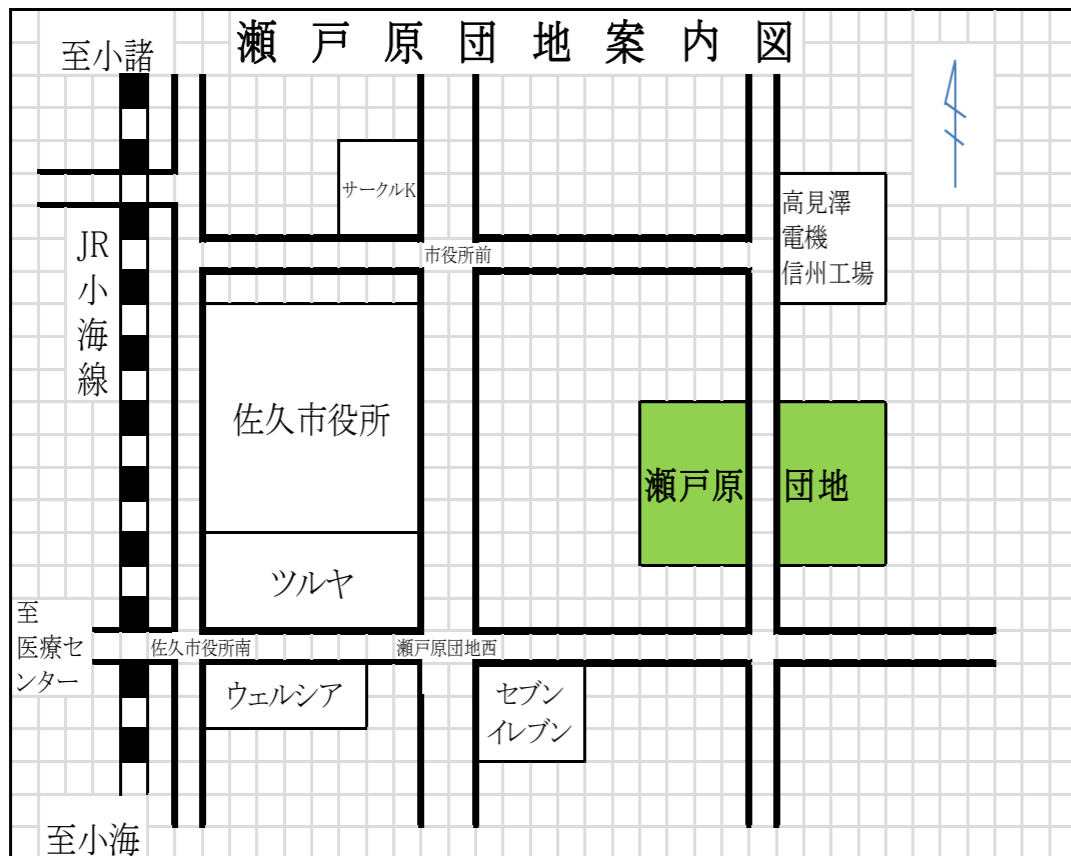 瀬戸原団地案内図
至小諸
サークルK
高見澤
電機
信州工場
市役所前
JR小海線
佐久市役所
瀬戸原 団地
ツルヤ
至
医療セ
ンター
佐久市役所南
瀬戸原団地西
ウェルシア
セブン
イレブン
至小海